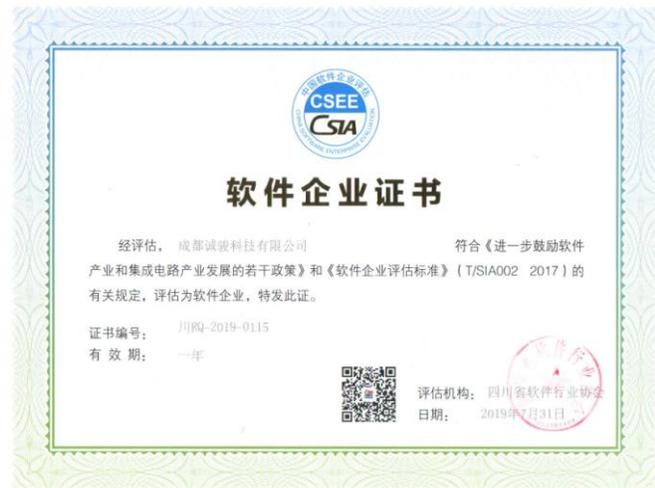 中国软件企业评估
CSEE
CSIA
CHINA SOFTWARE ENTERPRISE EVALUATION
软件企业证书
经评估， 成都诚骏科技有限公司 符合《进一步鼓励软件
产业和集成电路产业发展的若干政策》和《软件企业评估标准》（T/SIA002 2017）的
有关规定，评估为软件企业，特发此证。
证书编号： 川RQ-2019-0115
有 效 期： 一年
评估机构： 四川省软件行业协会
日期： 2019年7月31日